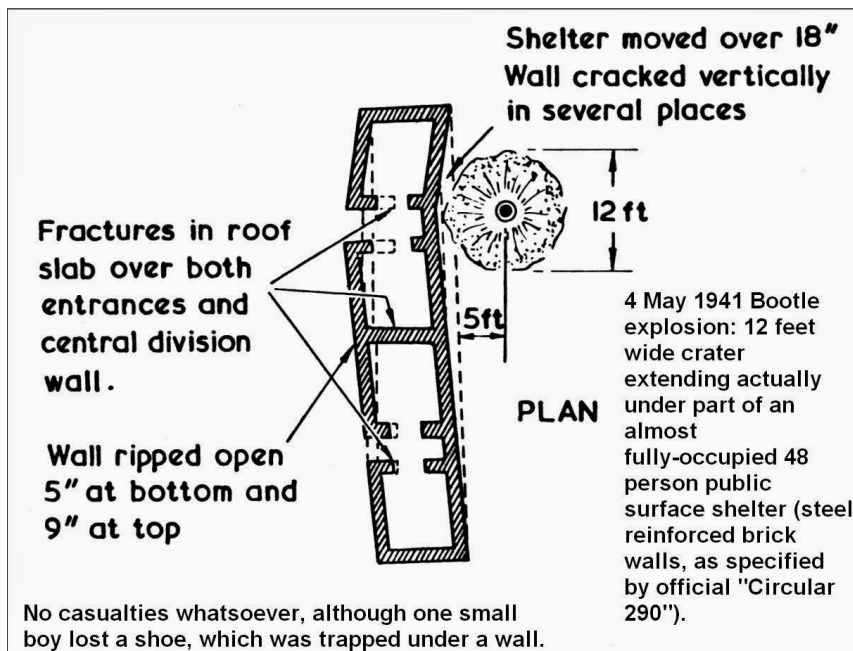 Shelter moved over 18"
Wall cracked vertically
in several places
12 ft
Fractures in roof
slab over both
entrances and
central division
wall.
5ft
PLAN
Wall ripped open
5" at bottom and
9" at top
4 May 1941 Bootle
explosion: 12 feet
wide crater
extending actually
under part of an
almost
fully-occupied 48
person public
surface shelter (steel
reinforced brick
walls, as specified
by official "Circular
290").
No casualties whatsoever, although one small
boy lost a shoe, which was trapped under a wall.